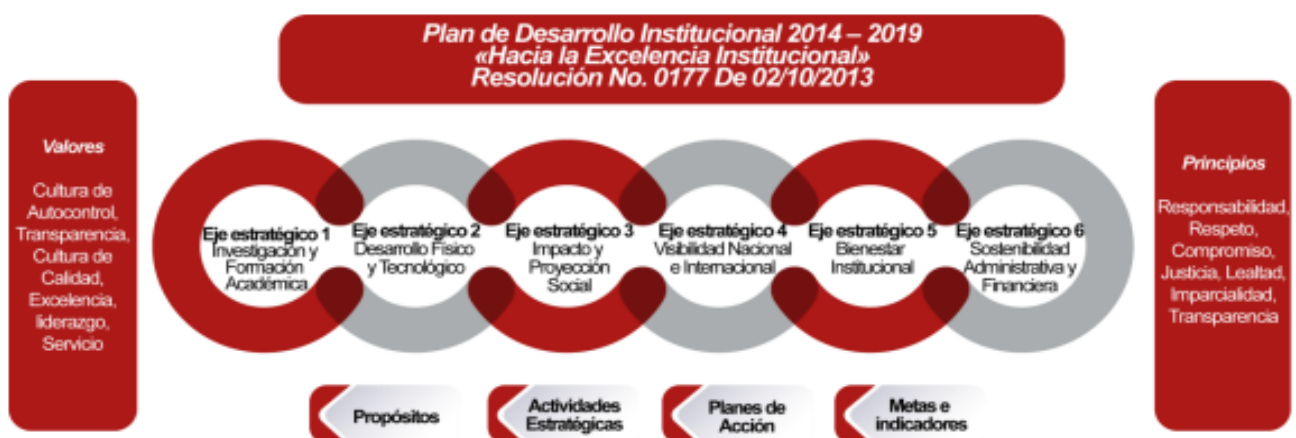 Plan de Desarrollo Institucional 2014 – 2019
«Hacia la Excelencia Institucional»
Resolución No. 0177 De 02/10/2013
Valores
Cultura de
Autocontrol,
Transparencia,
Cultura de
Calidad,
Excelencia,
liderazgo,
Servicio
Eje estratégico 1
Investigación y
Formación
Académica
Eje estratégico 2
Desarrollo Físico
y Tecnológico
Eje estratégico 3
Impacto y
Proyección
Social
Eje estratégico 4
Visibilidad Nacional
e Internacional
Eje estratégico 5
Bienestar
Institucional
Eje estratégico 6
Sostenibilidad
Administrativa y
Financiera
Principios
Responsabilidad,
Respeto,
Compromiso,
Justicia, Lealtad,
Imparcialidad,
Transparencia
Propósitos
Actividades
Estratégicas
Planes de
Acción
Metas e
indicadores